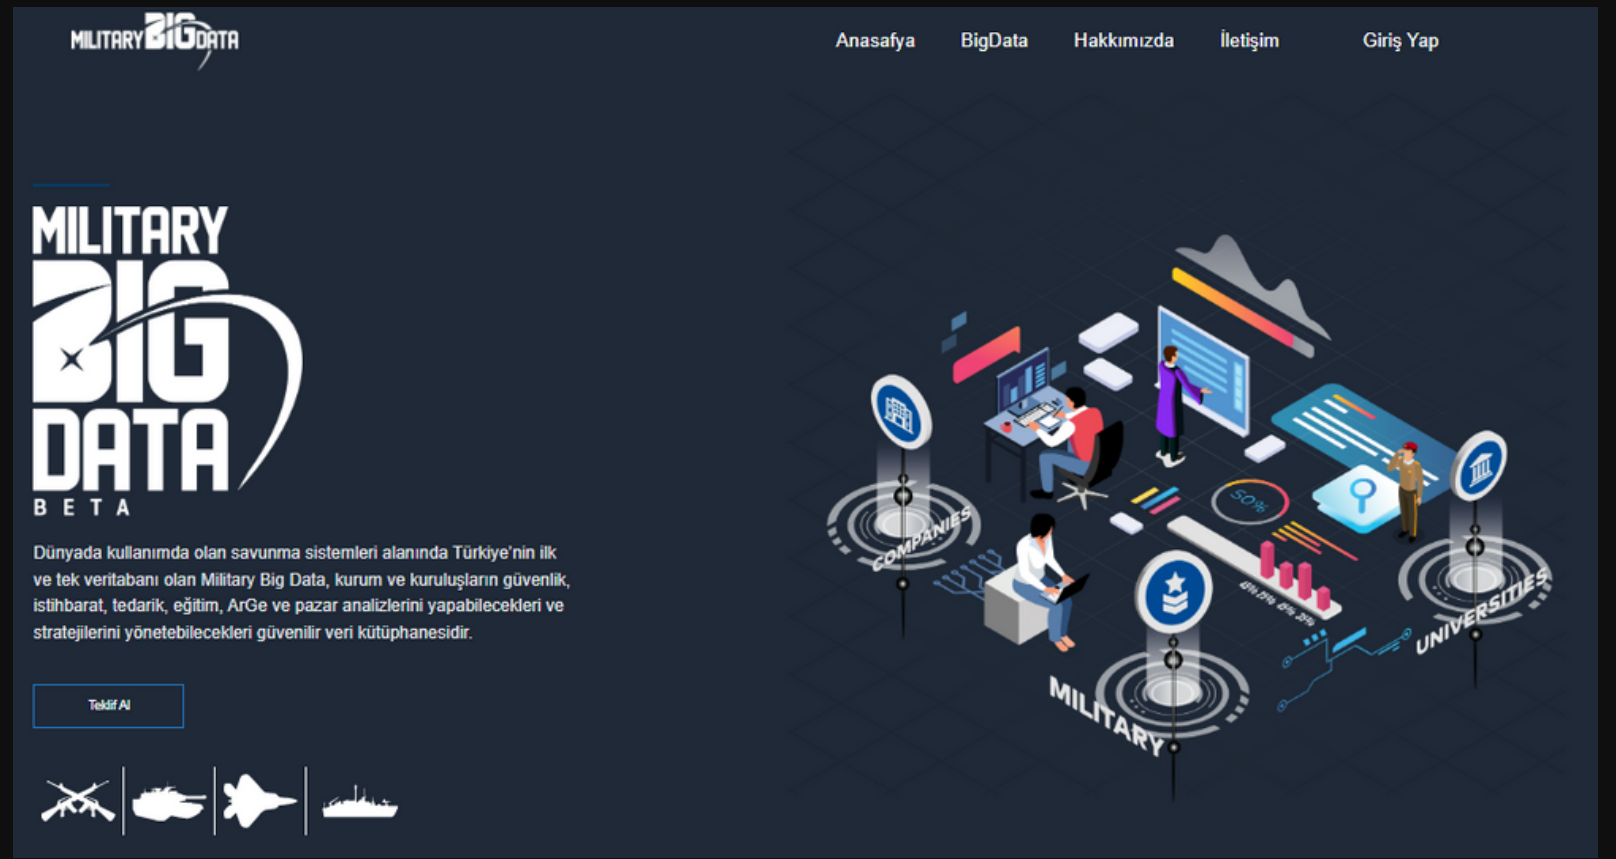 MILITARY BIG DATA
Anasafya
BigData
Hakkımızda
İletişim
Giriş Yap
MILITARY
BIG
DATA
BETA
Dünyada kullanımda olan savunma sistemleri alanında Türkiye'nin ilk
ve tek veritabanı olan Military Big Data, kurum ve kuruluşların güvenlik,
istihbarat, tedarik, eğitim, ArGe ve pazar analizlerini yapabilecekleri ve
stratejilerini yönetebilecekleri güvenilir veri kütüphanesidir.
Teklif Al
COMPANIES
50%
MILITARY
UNIVERSITIES